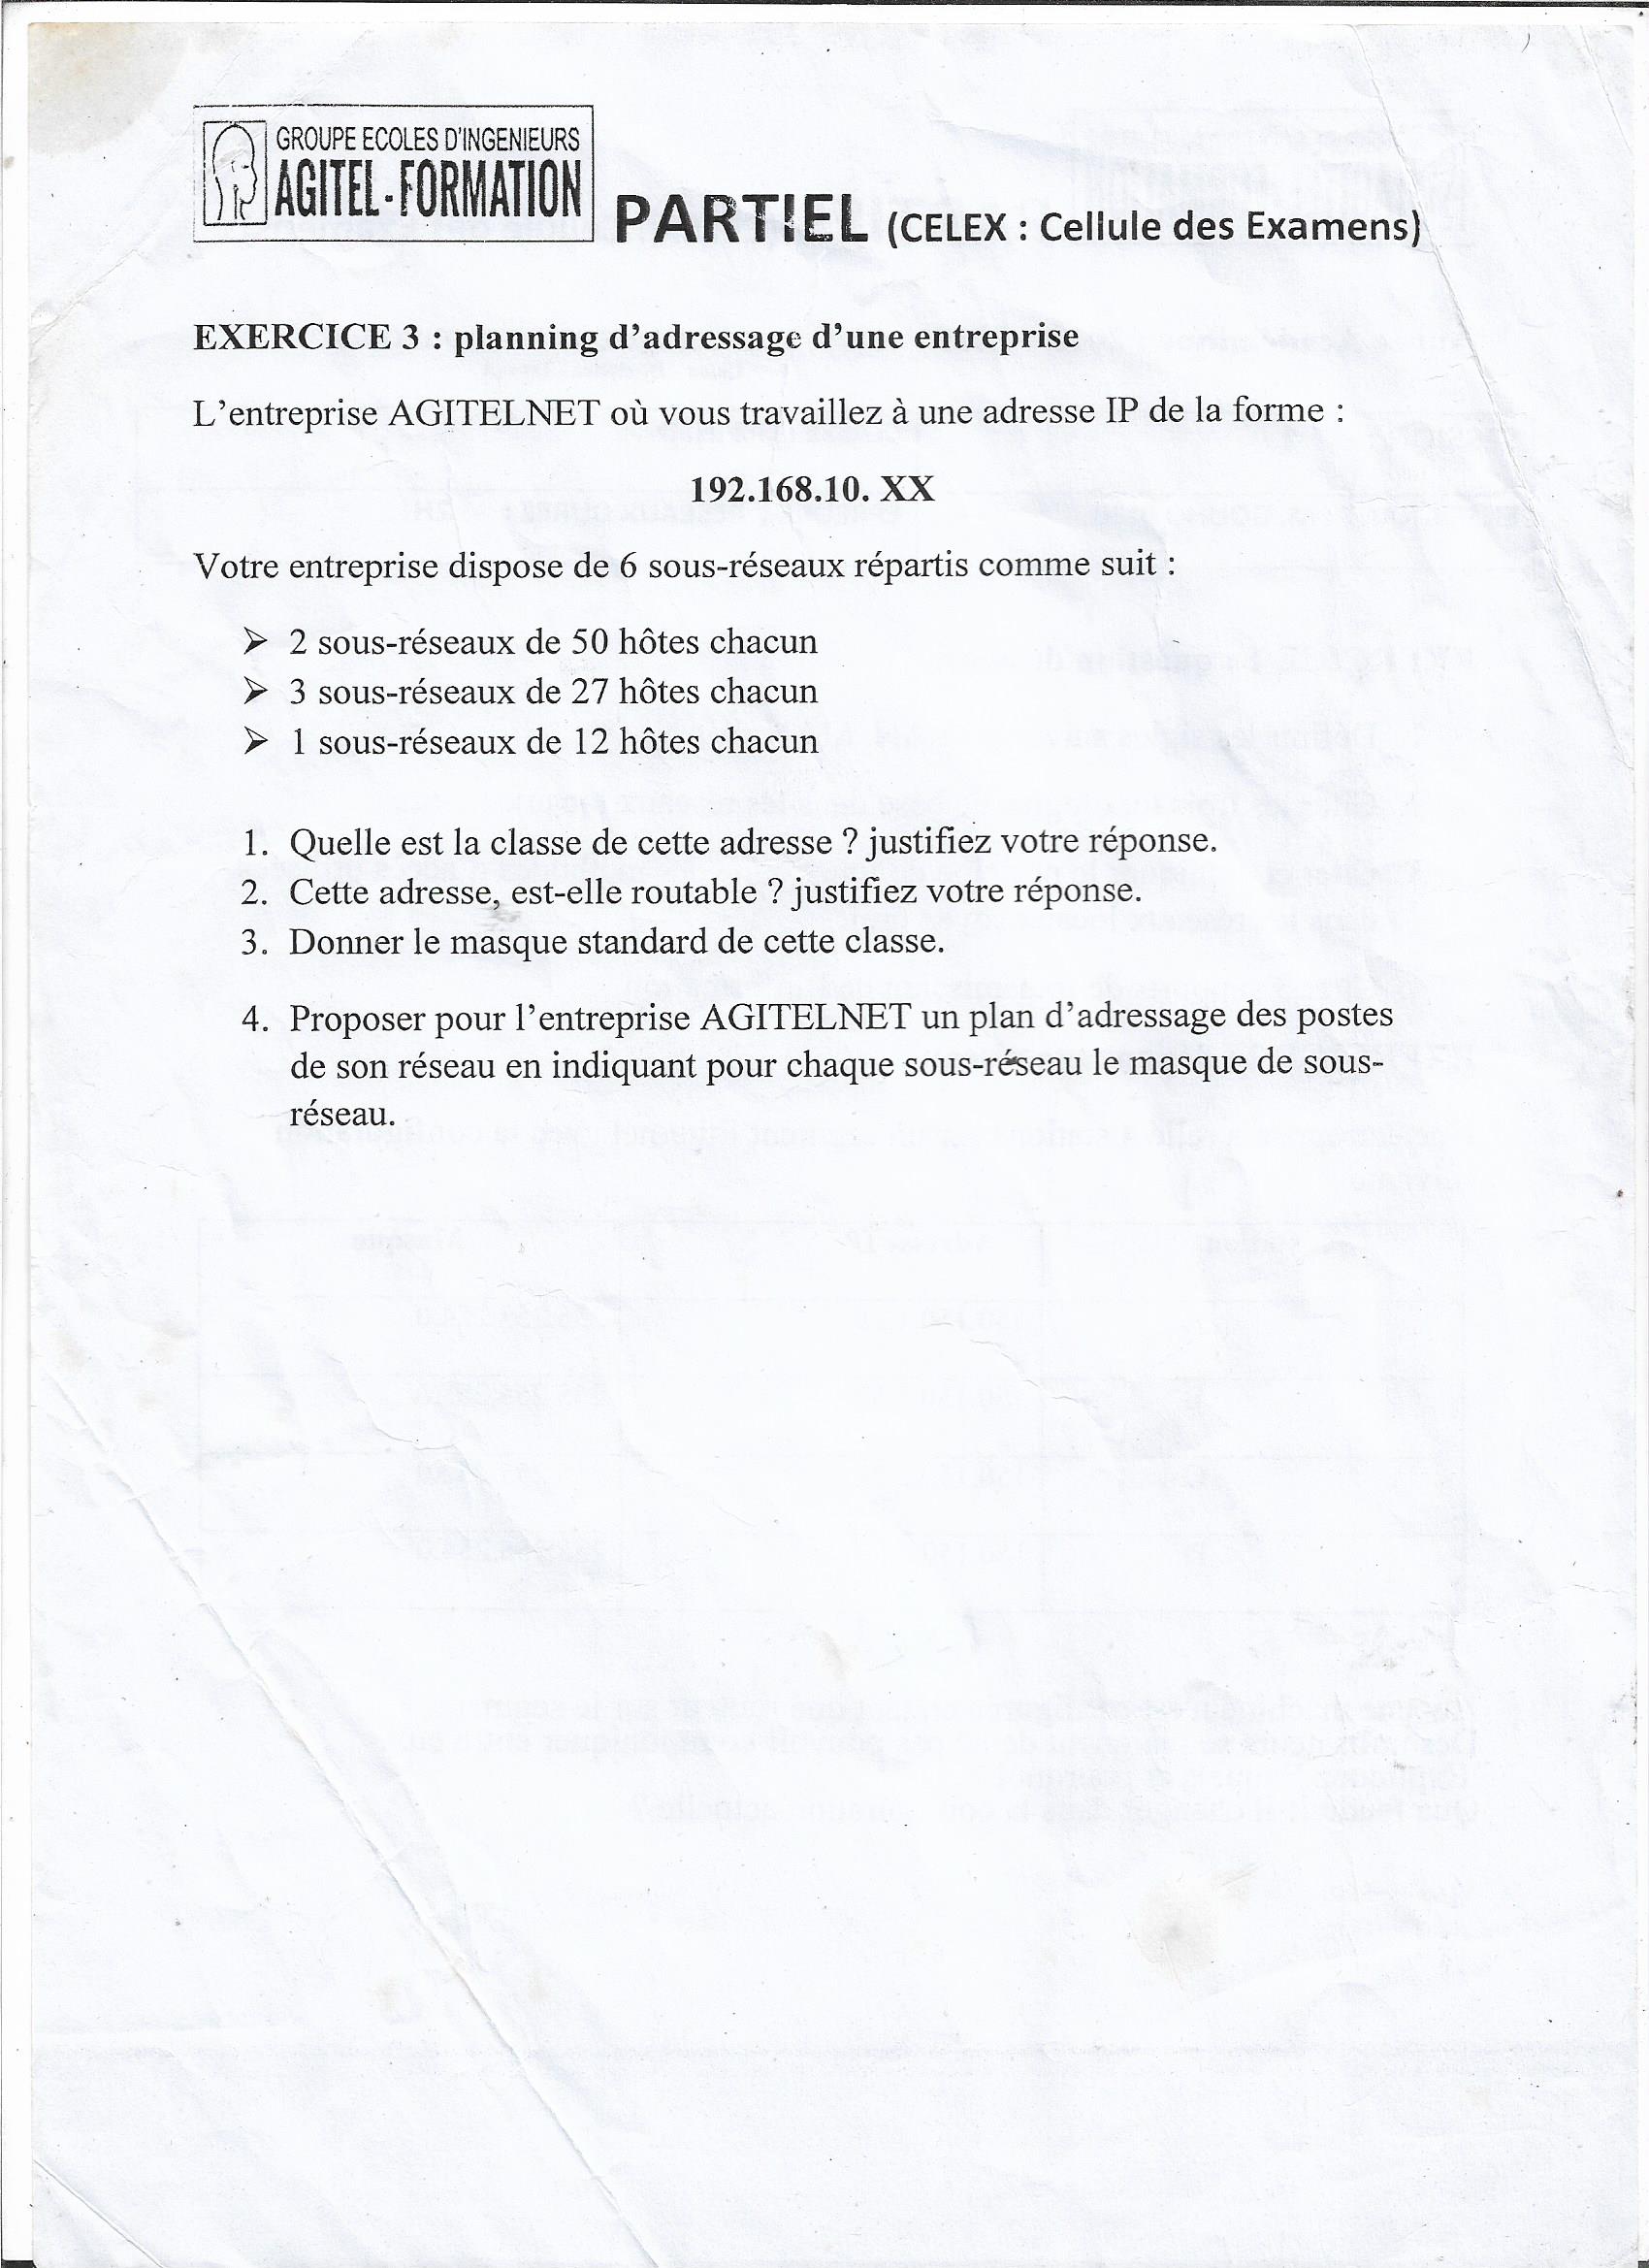 GROUPE ECOLES D'INGENIEURS
AGITEL-FORMATION
PARTIEL (CELEX : Cellule des Examens)
EXERCICE 3 : planning d'adressage d'une entreprise
L'entreprise AGITELNET où vous travaillez à une adresse IP de la forme :
192.168.10. XX
Votre entreprise dispose de 6 sous-réseaux répartis comme suit :
➢ 2 sous-réseaux de 50 hôtes chacun
➢ 3 sous-réseaux de 27 hôtes chacun
➢ 1 sous-réseaux de 12 hôtes chacun
1. Quelle est la classe de cette adresse ? justifiez votre réponse.
2. Cette adresse, est-elle routable ? justifiez votre réponse.
3. Donner le masque standard de cette classe.
4. Proposer pour l'entreprise AGITELNET un plan d'adressage des postes
de son réseau en indiquant pour chaque sous-réseau le masque de sous-
réseau.